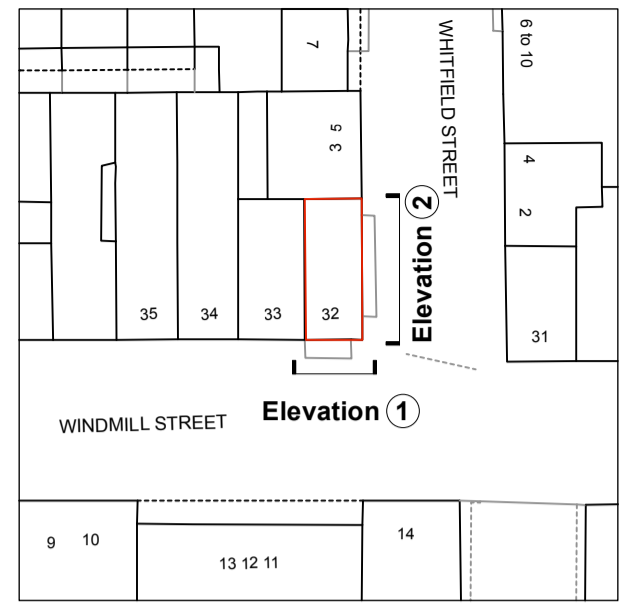 7
WHITFIELD STREET
6 to 10
3 5
4
2
Elevation 2
35
34
33
32
31
Elevation 1
WINDMILL STREET
9
10
13 12 11
14